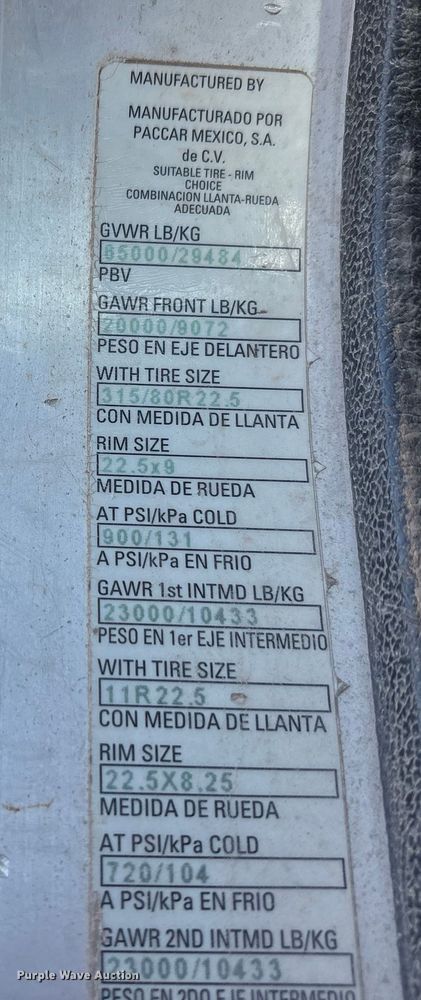 MANUFACTURED BY
MANUFACTURADO POR
PACCAR MEXICO, S.A.
de C.V.
SUITABLE TIRE - RIM
CHOICE
COMBINACION LLANTA-RUEDA
ADECUADA
GVWR LB/KG
65000/29484
PBV
GAWR FRONT LB/KG
20000/9072
PESO EN EJE DELANTERO
WITH TIRE SIZE
315/80R22.5
CON MEDIDA DE LLANTA
RIM SIZE
22.5x9
MEDIDA DE RUEDA
AT PSI/kPa COLD
900/131
A PSI/kPa EN FRIO
GAWR 1st INTMD LB/KG
23000/10433
PESO EN 1er EJE INTERMEDIO
WITH TIRE SIZE
11R22.5
CON MEDIDA DE LLANTA
RIM SIZE
22.5X8.25
MEDIDA DE RUEDA
AT PSI/kPa COLD
720/104
A PSI/kPa EN FRIO
GAWR 2ND INTMD LB/KG
23000/10433
PESO EN 2DO EJE INTERMEDIO
Purple Wave Auction